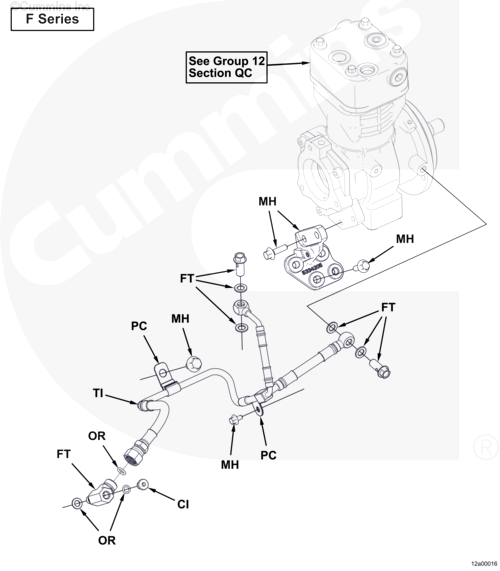 ©Cummins Inc.
F Series
See Group 12
Section QC
Cummins
®
MH
MH
FT
FT
MH
PC
TI
OR
FT
MH
PC
CI
OR
12a00016